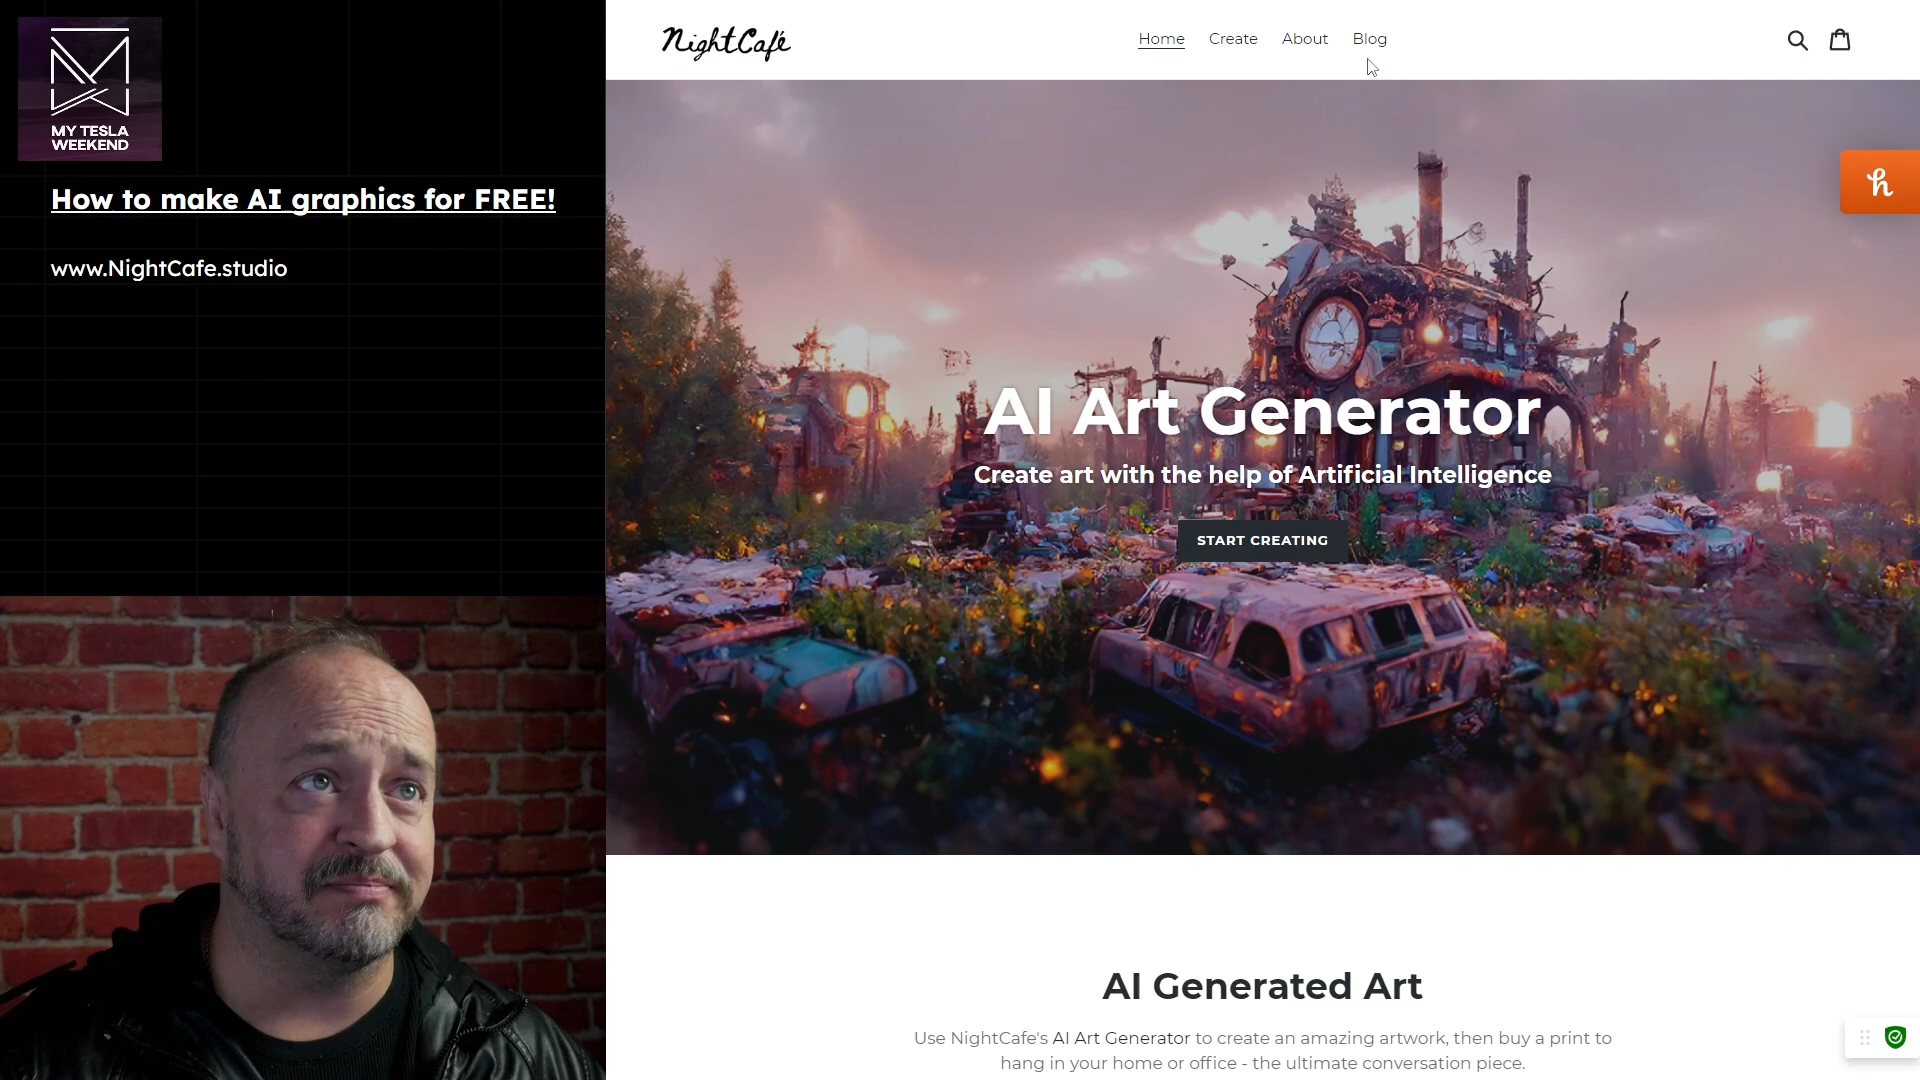 MY TESLA
WEEKEND
How to make AI graphics for FREE!
www.NightCafe.studio
NightCafé
Home Create About Blog
h
AI Art Generator
Create art with the help of Artificial Intelligence
START CREATING
AI Generated Art
Use NightCafe's AI Art Generator to create an amazing artwork, then buy a print to
hang in your home or office - the ultimate conversation piece.